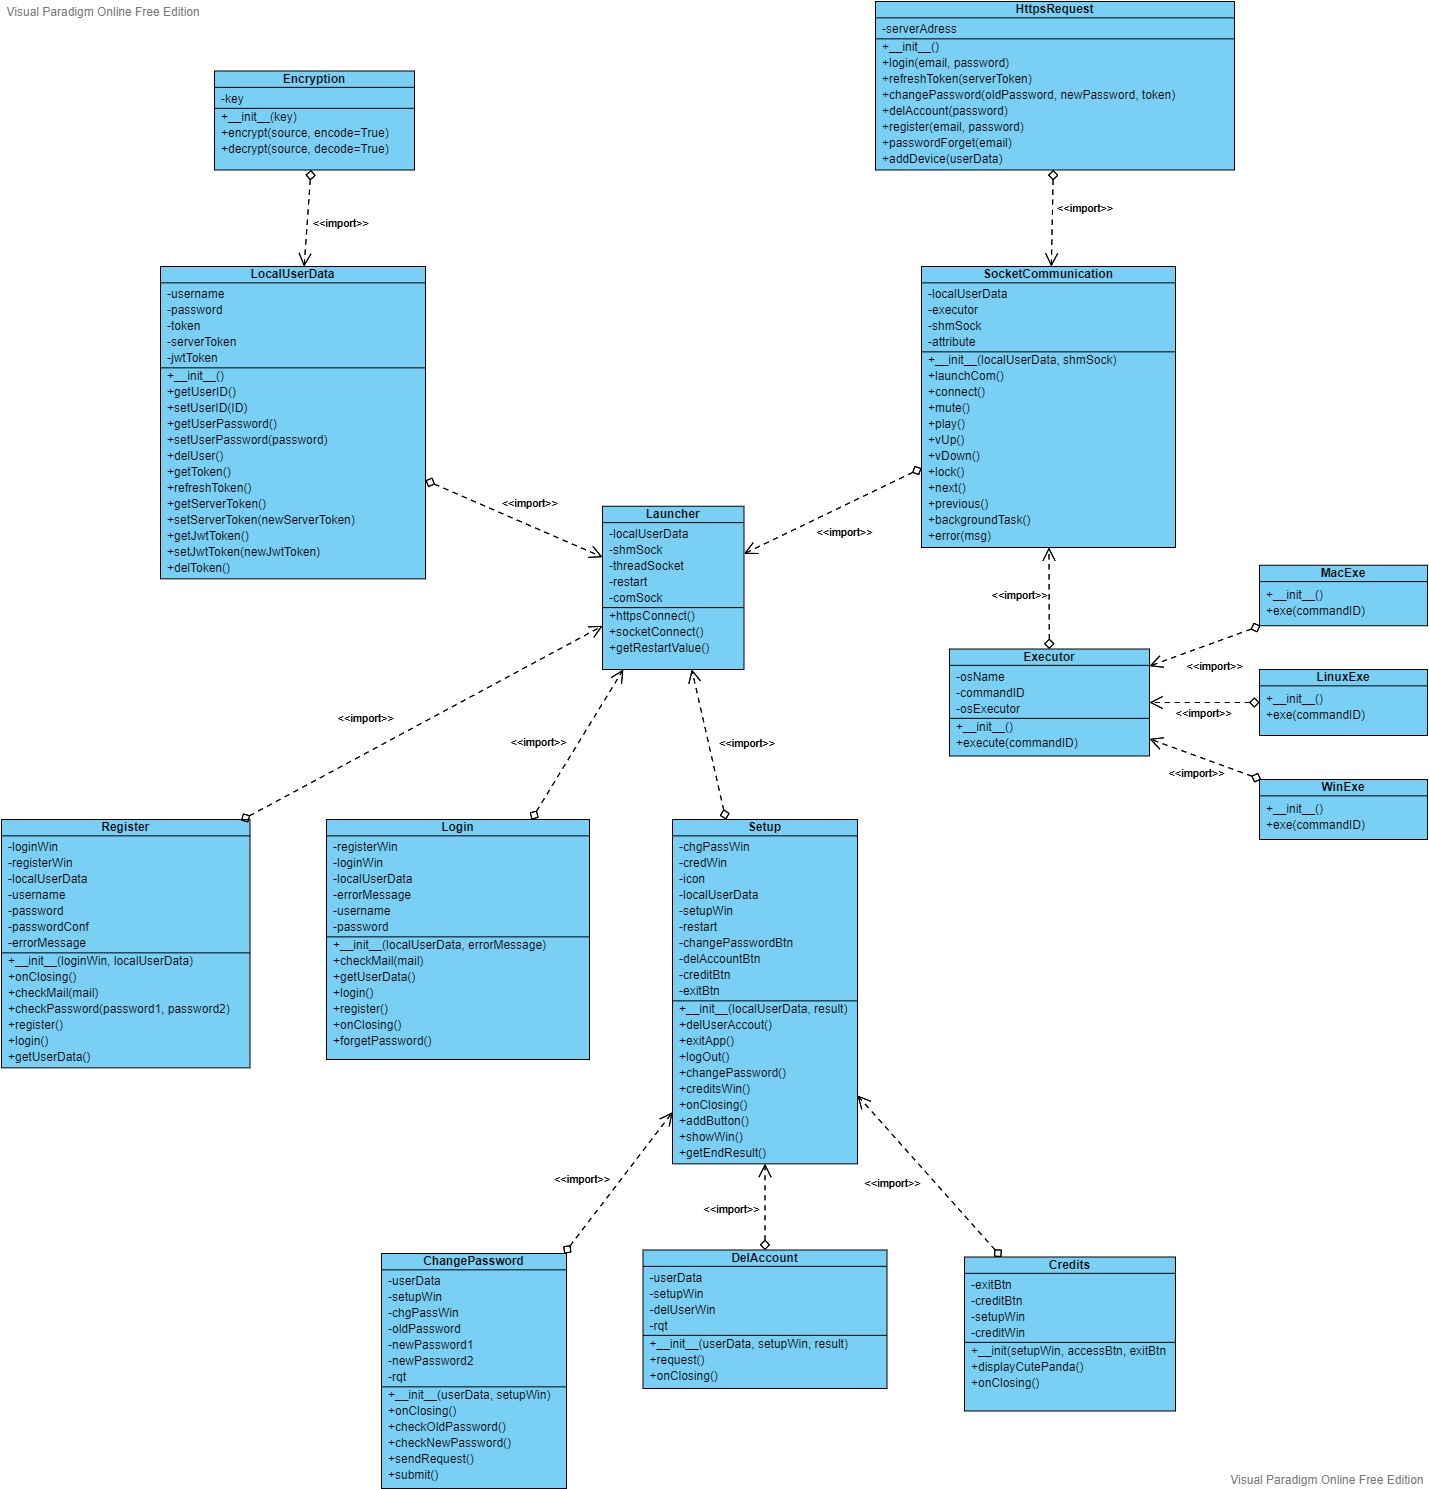 Visual Paradigm Online Free Edition
HttpsRequest
-serverAdress
+__init__()
+login(email, password)
+refreshToken(serverToken)
+changePassword(oldPassword, newPassword, token)
+delAccount(password)
+register(email, password)
+passwordForget(email)
+addDevice(userData)
Encryption
-key
+__init__(key)
+encrypt(source, encode=True)
+decrypt(source, decode=True)
<<import>>
<<import>>
LocalUserData
-username
-password
-token
-serverToken
-jwtToken
+__init__()
+getUserID()
+setUserID(ID)
+getUserPassword()
+setUserPassword(password)
+delUser()
+getToken()
+refreshToken()
+getServerToken()
+setServerToken(newServerToken)
+getJwtToken()
+setJwtToken(newJwtToken)
+delToken()
SocketCommunication
-localUserData
-executor
-shmSock
-attribute
+__init__(localUserData, shmSock)
+launchCom()
+connect()
+mute()
+play()
+vUp()
+vDown()
+lock()
+next()
+previous()
+backgroundTask()
+error(msg)
<<import>>
<<import>>
Launcher
-localUserData
-shmSock
-threadSocket
-restart
-comSock
+httpsConnect()
+socketConnect()
+getRestartValue()
<<import>>
MacExe
+__init__()
+exe(commandID)
<<import>>
Executor
-osName
-commandID
-osExecutor
+__init__()
+execute(commandID)
LinuxExe
+__init__()
+exe(commandID)
<<import>>
<<import>>
WinExe
+__init__()
+exe(commandID)
<<import>>
<<import>>
<<import>>
Register
-loginWin
-registerWin
-localUserData
-username
-password
-passwordConf
-errorMessage
+__init__(loginWin, localUserData)
+onClosing()
+checkMail(mail)
+checkPassword(password1, password2)
+register()
+login()
+getUserData()
Login
-registerWin
-loginWin
-localUserData
-errorMessage
-username
-password
+__init__(localUserData, errorMessage)
+checkMail(mail)
+getUserData()
+login()
+register()
+onClosing()
+forgetPassword()
Setup
-chgPassWin
-credWin
-icon
-localUserData
-setupWin
-restart
-changePasswordBtn
-delAccountBtn
-creditBtn
-exitBtn
+__init__(localUserData, result)
+delUserAccout()
+exitApp()
+logOut()
+changePassword()
+creditsWin()
+onClosing()
+addButton()
+showWin()
+getEndResult()
<<import>>
<<import>>
<<import>>
ChangePassword
-userData
-setupWin
-chgPassWin
-oldPassword
-newPassword1
-newPassword2
-rqt
+__init__(userData, setupWin)
+onClosing()
+checkOldPassword()
+checkNewPassword()
+sendRequest()
+submit()
DelAccount
-userData
-setupWin
-delUserWin
-rqt
+__init__(userData, setupWin, result)
+request()
+onClosing()
Credits
-exitBtn
-creditBtn
-setupWin
-creditWin
+__init(setupWin, accessBtn, exitBtn
+displayCutePanda()
+onClosing()
Visual Paradigm Online Free Edition